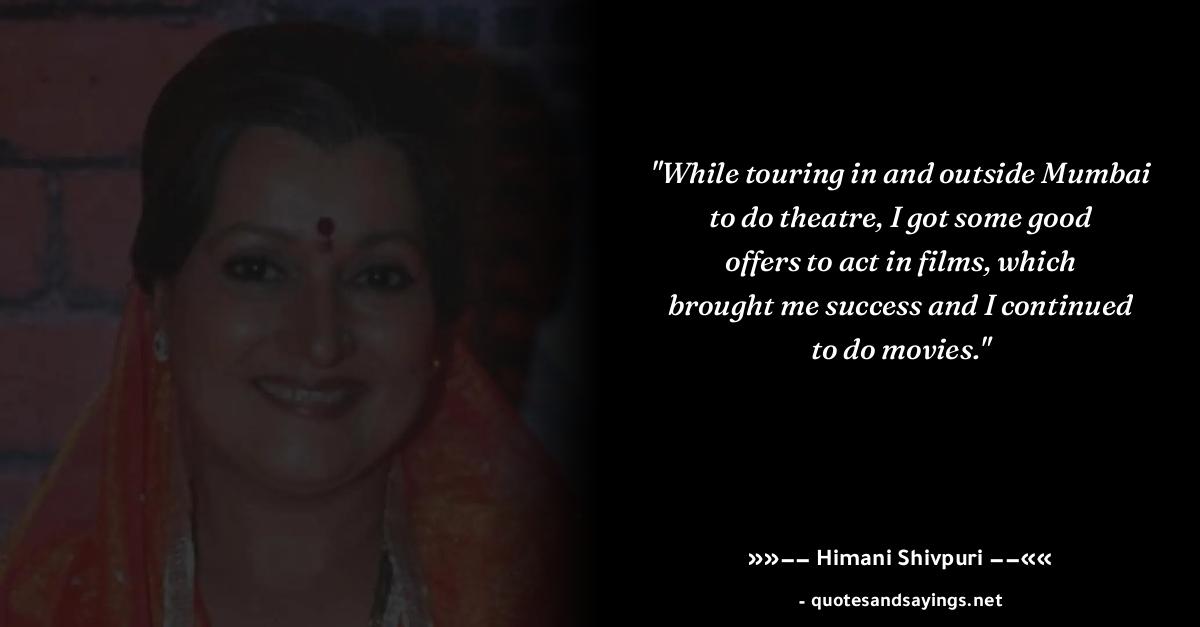 "While touring in and outside Mumbai
to do theatre, I got some good
offers to act in films, which
brought me success and I continued
to do movies."
»»−− Himani Shivpuri −−««
- quotesandsayings.net